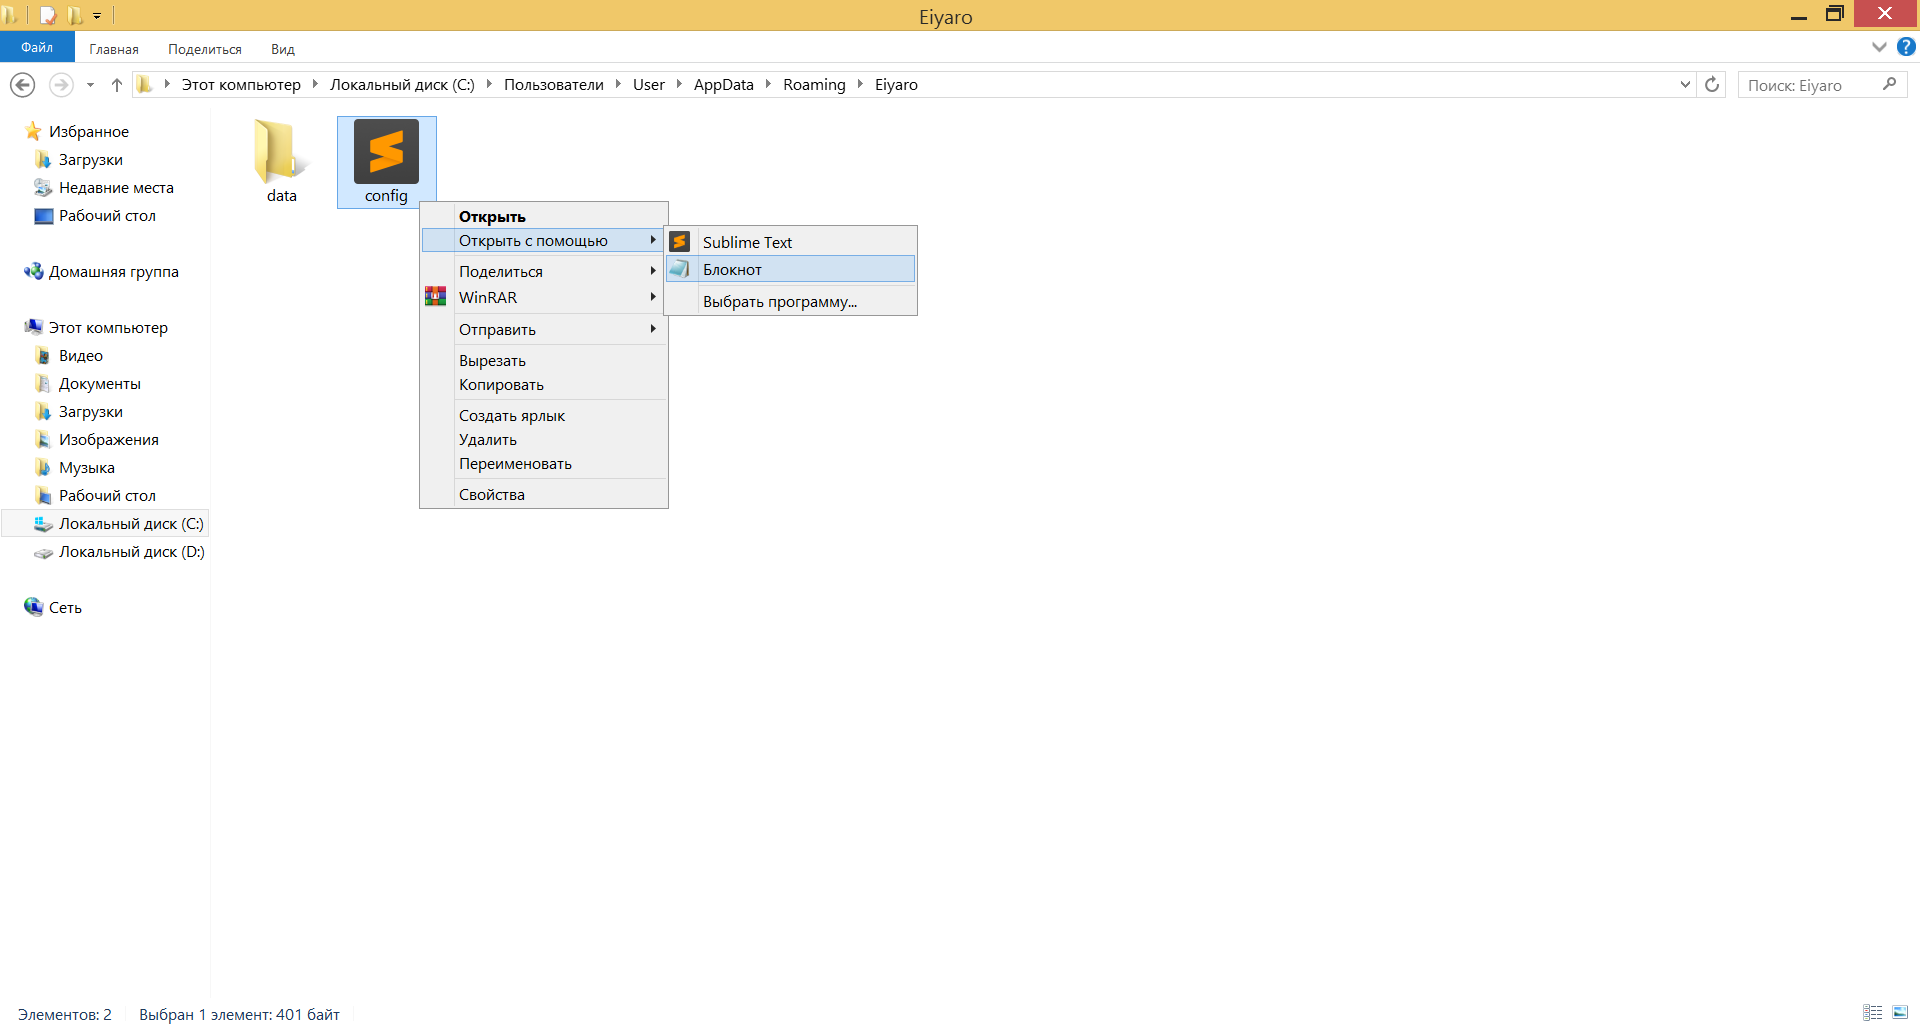 Eiyaro
Файл Главная Поделиться Вид
Этот компьютер Локальный диск (C:) Пользователи User AppData Roaming Eiyaro
Поиск: Eiyaro
Избранное
Загрузки
Недавние места
Рабочий стол
Домашняя группа
Этот компьютер
Видео
Документы
Загрузки
Изображения
Музыка
Рабочий стол
Локальный диск (C:)
Локальный диск (D:)
Сеть
data
config
Открыть
Открыть с помощью
Поделиться
WinRAR
Отправить
Вырезать
Копировать
Создать ярлык
Удалить
Переименовать
Свойства
Sublime Text
Блокнот
Выбрать программу...
Элементов: 2 Выбран 1 элемент: 401 байт